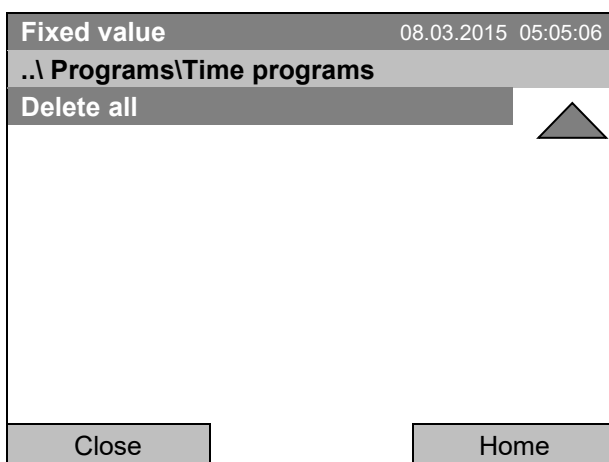 Fixed value 08.03.2015 05:05:06
..\ Programs\Time programs
Delete all
Close Home